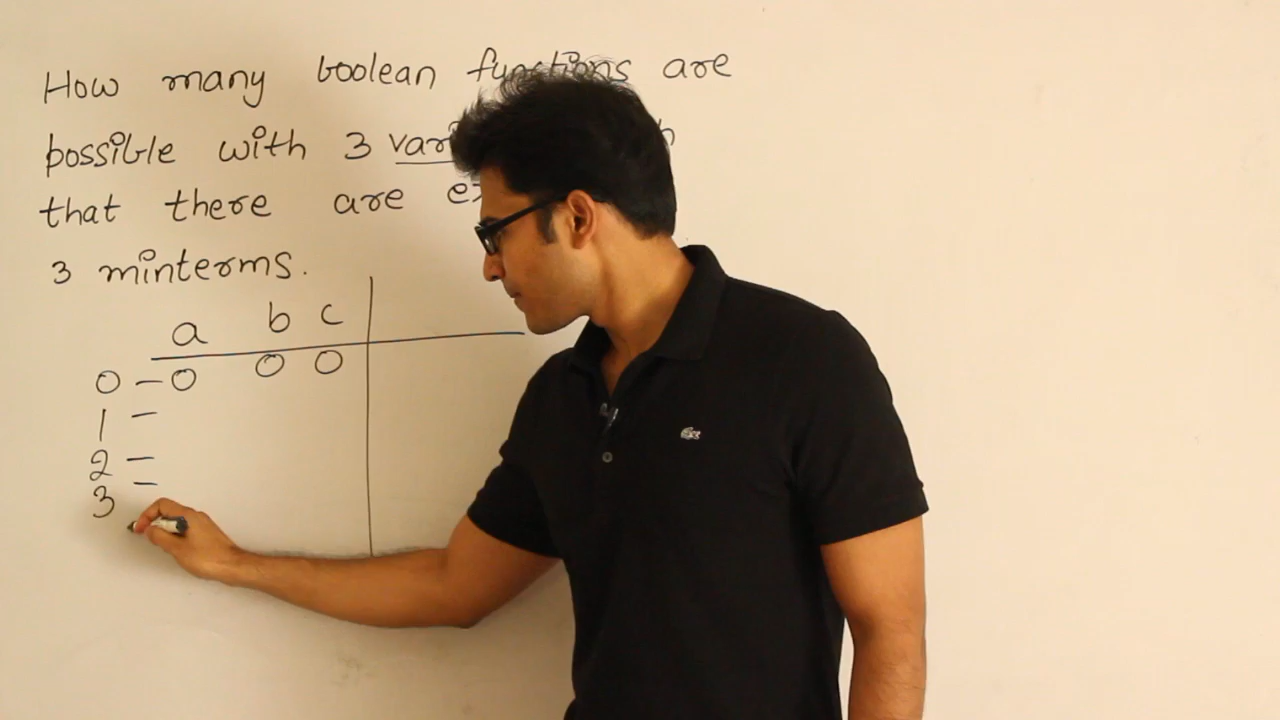 How many boolean functions are
possible with 3
that there are
3 minterms.
a b c
0 - 0 0 0
1 -
2 -
3 -